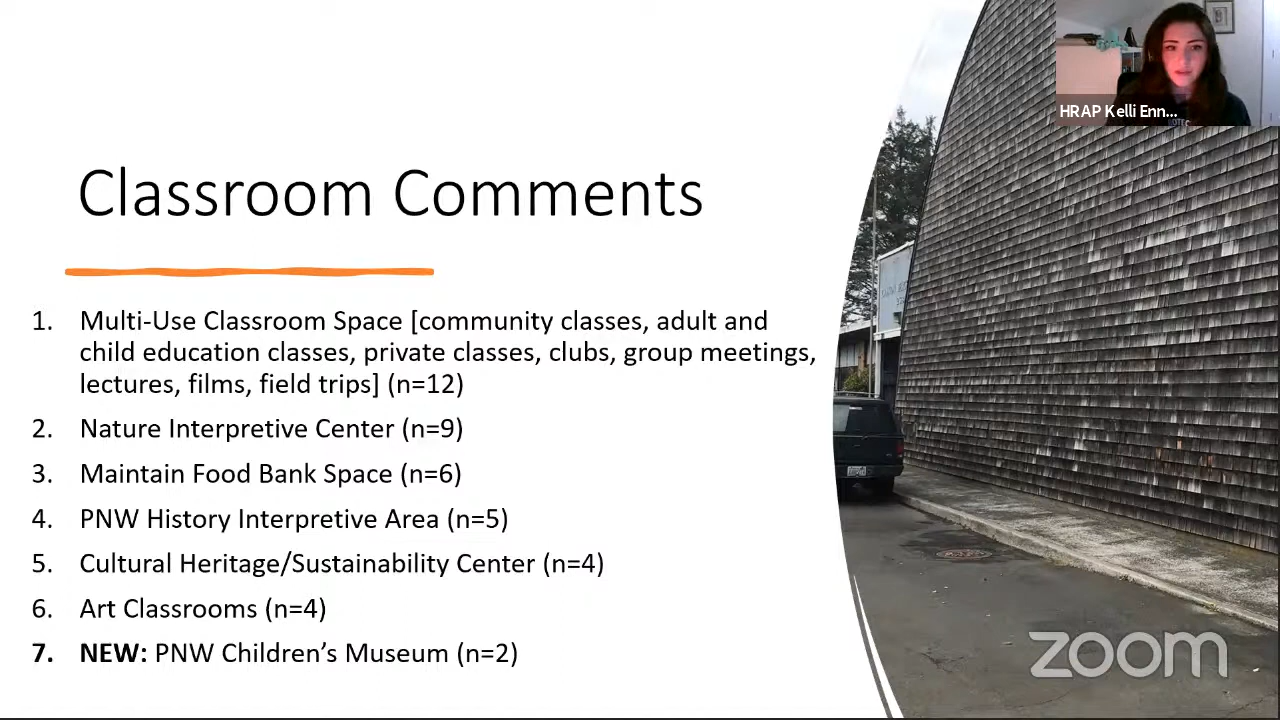 HRAP Kelli Enn...
Classroom Comments
1. Multi-Use Classroom Space [community classes, adult and
child education classes, private classes, clubs, group meetings,
lectures, films, field trips] (n=12)
2. Nature Interpretive Center (n=9)
3. Maintain Food Bank Space (n=6)
4. PNW History Interpretive Area (n=5)
5. Cultural Heritage/Sustainability Center (n=4)
6. Art Classrooms (n=4)
7. NEW: PNW Children’s Museum (n=2)
zoom